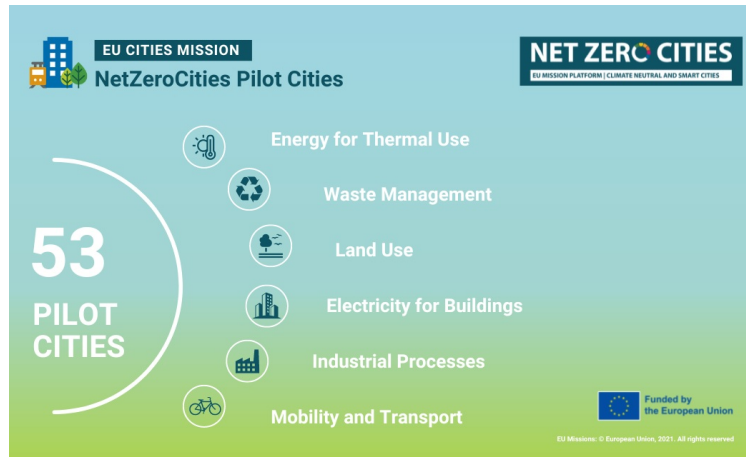 EU CITIES MISSION
NetZeroCities Pilot Cities
NET ZERO CITIES
EU MISSION PLATFORM | CLIMATE NEUTRAL AND SMART CITIES
53
PILOT
CITIES
Energy for Thermal Use
Waste Management
Land Use
Electricity for Buildings
Industrial Processes
Mobility and Transport
Funded by
the European Union
EU Missions: © European Union, 2021. All rights reserved